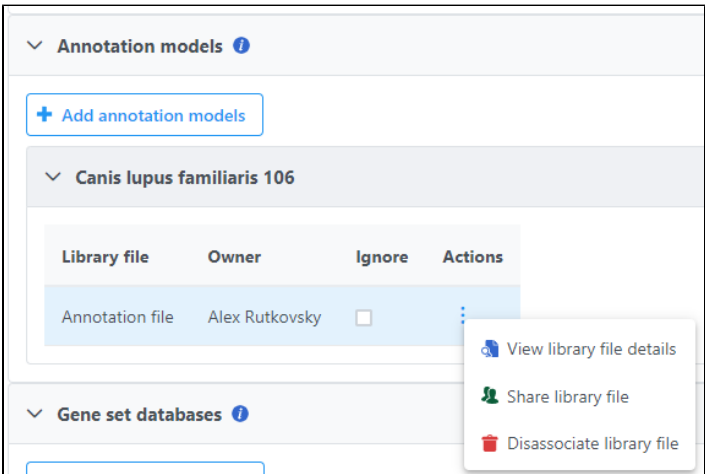 Annotation models
Add annotation models
Canis lupus familiaris 106
Library file Owner Ignore Actions
Annotation file Alex Rutkovsky
View library file details
Share library file
Disassociate library file
Gene set databases